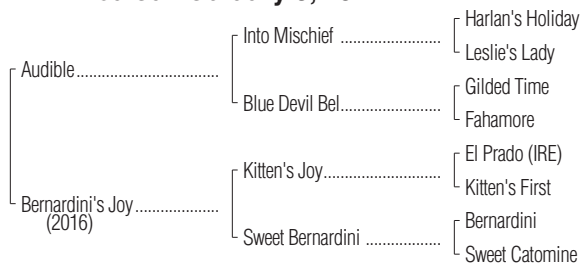 Harlan's Holiday
Into Mischief ........................
Leslie's Lady
Audible..................................
Gilded Time
Blue Devil Bel........................
Fahamore
El Prado (IRE)
Kitten's Joy............................
Kitten's First
Bernardini's Joy....................
(2016)
Bernardini
Sweet Bernardini ..................
Sweet Catomine